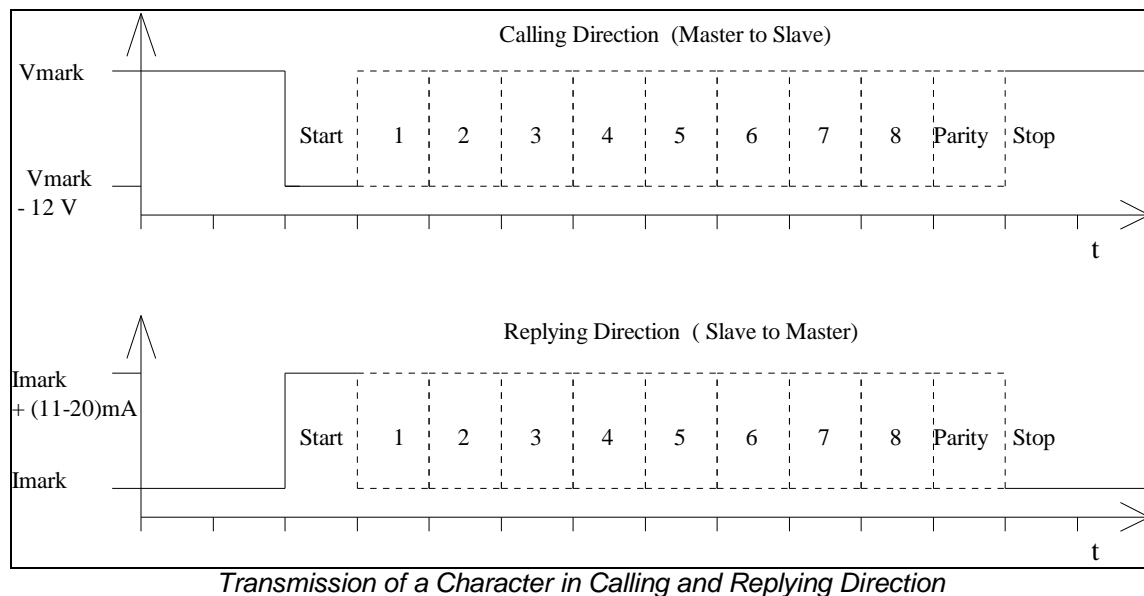 Calling Direction (Master to Slave)
Vmark
Start 1 2 3 4 5 6 7 8 Parity Stop
Vmark
- 12 V
t
Replying Direction ( Slave to Master)
Imark
+ (11-20)mA
Start 1 2 3 4 5 6 7 8 Parity Stop
Imark
t
Transmission of a Character in Calling and Replying Direction